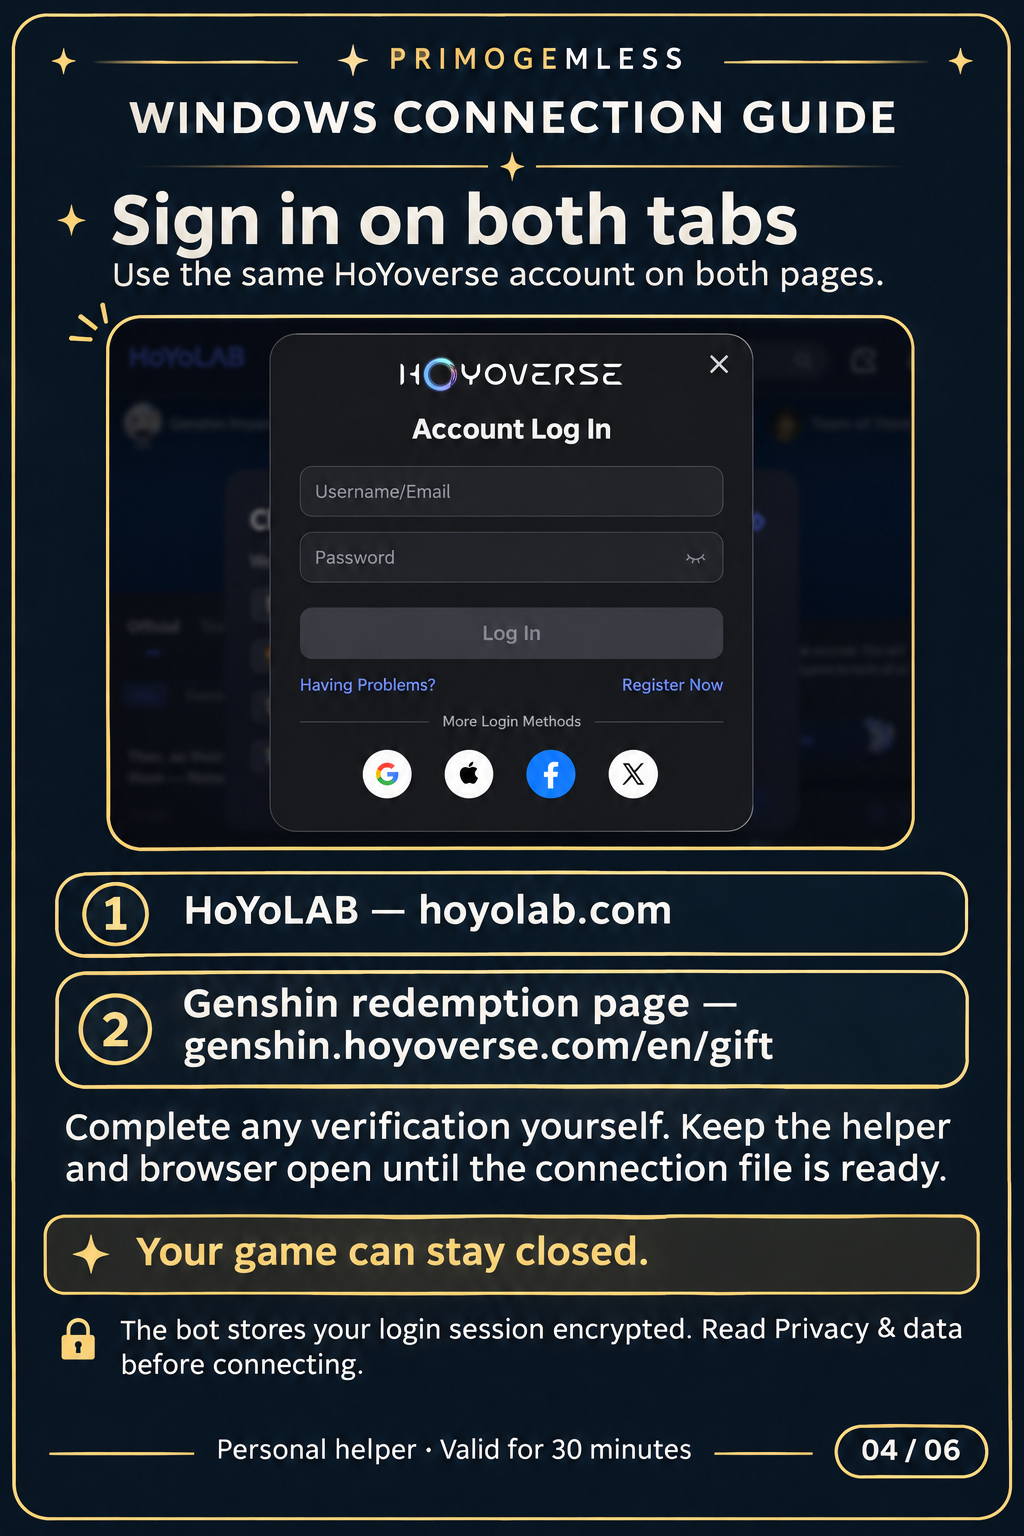 PRIMOGEMLESS
WINDOWS CONNECTION GUIDE
Sign in on both tabs
Use the same HoYoverse account on both pages.
HoYoLAB
HOYOVERSE
Account Log In
Username/Email
Password
Log In
Having Problems?
Register Now
More Login Methods
Official
1
HoYoLAB — hoyolab.com
2
Genshin redemption page —
genshin.hoyoverse.com/en/gift
Complete any verification yourself. Keep the helper
and browser open until the connection file is ready.
Your game can stay closed.
The bot stores your login session encrypted. Read Privacy & data
before connecting.
Personal helper · Valid for 30 minutes
04 / 06